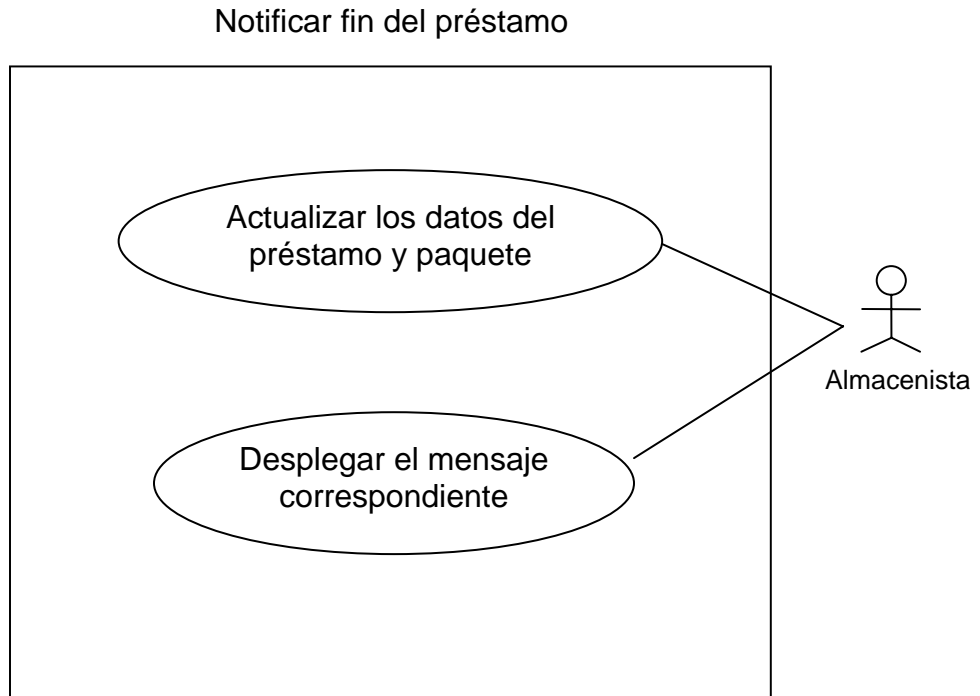 Notificar fin del préstamo
Actualizar los datos del
préstamo y paquete
Almacenista
Desplegar el mensaje
correspondiente